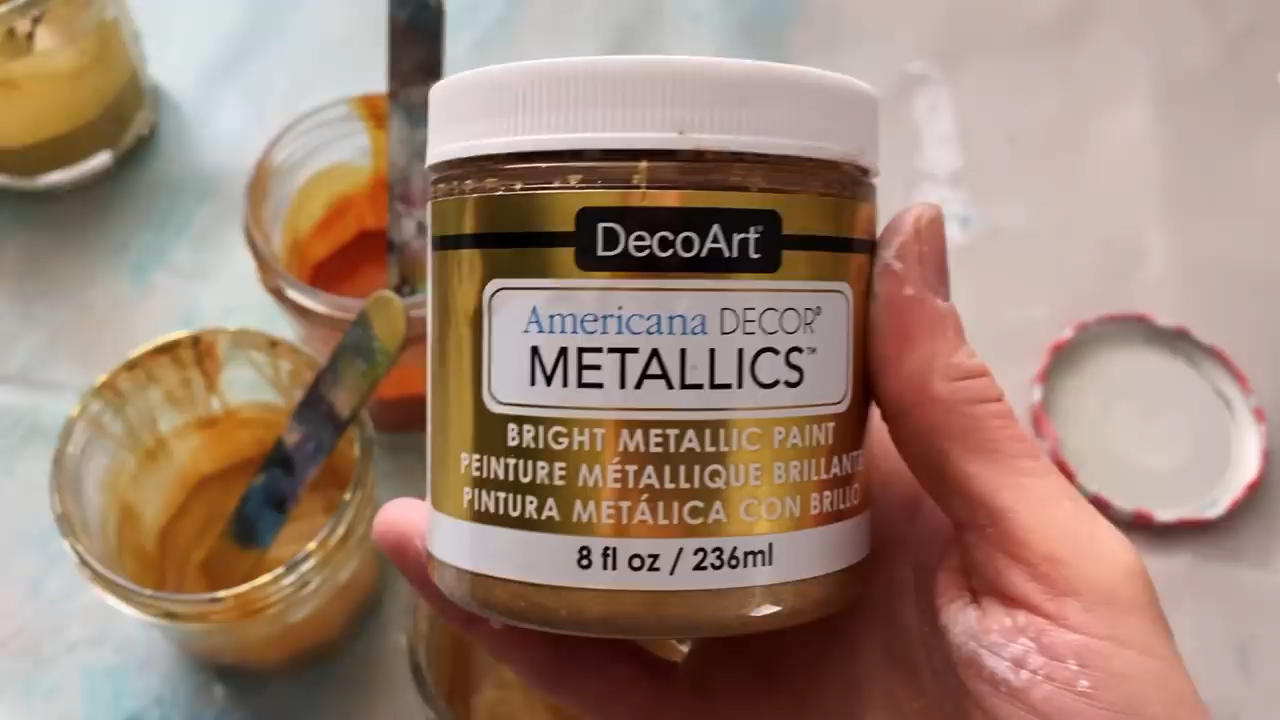 DecoArt®
Americana DECOR®
METALLICS™
BRIGHT METALLIC PAINT
PEINTURE MÉTALLIQUE BRILLANTE
PINTURA METÁLICA CON BRILLO
8 fl oz / 236ml